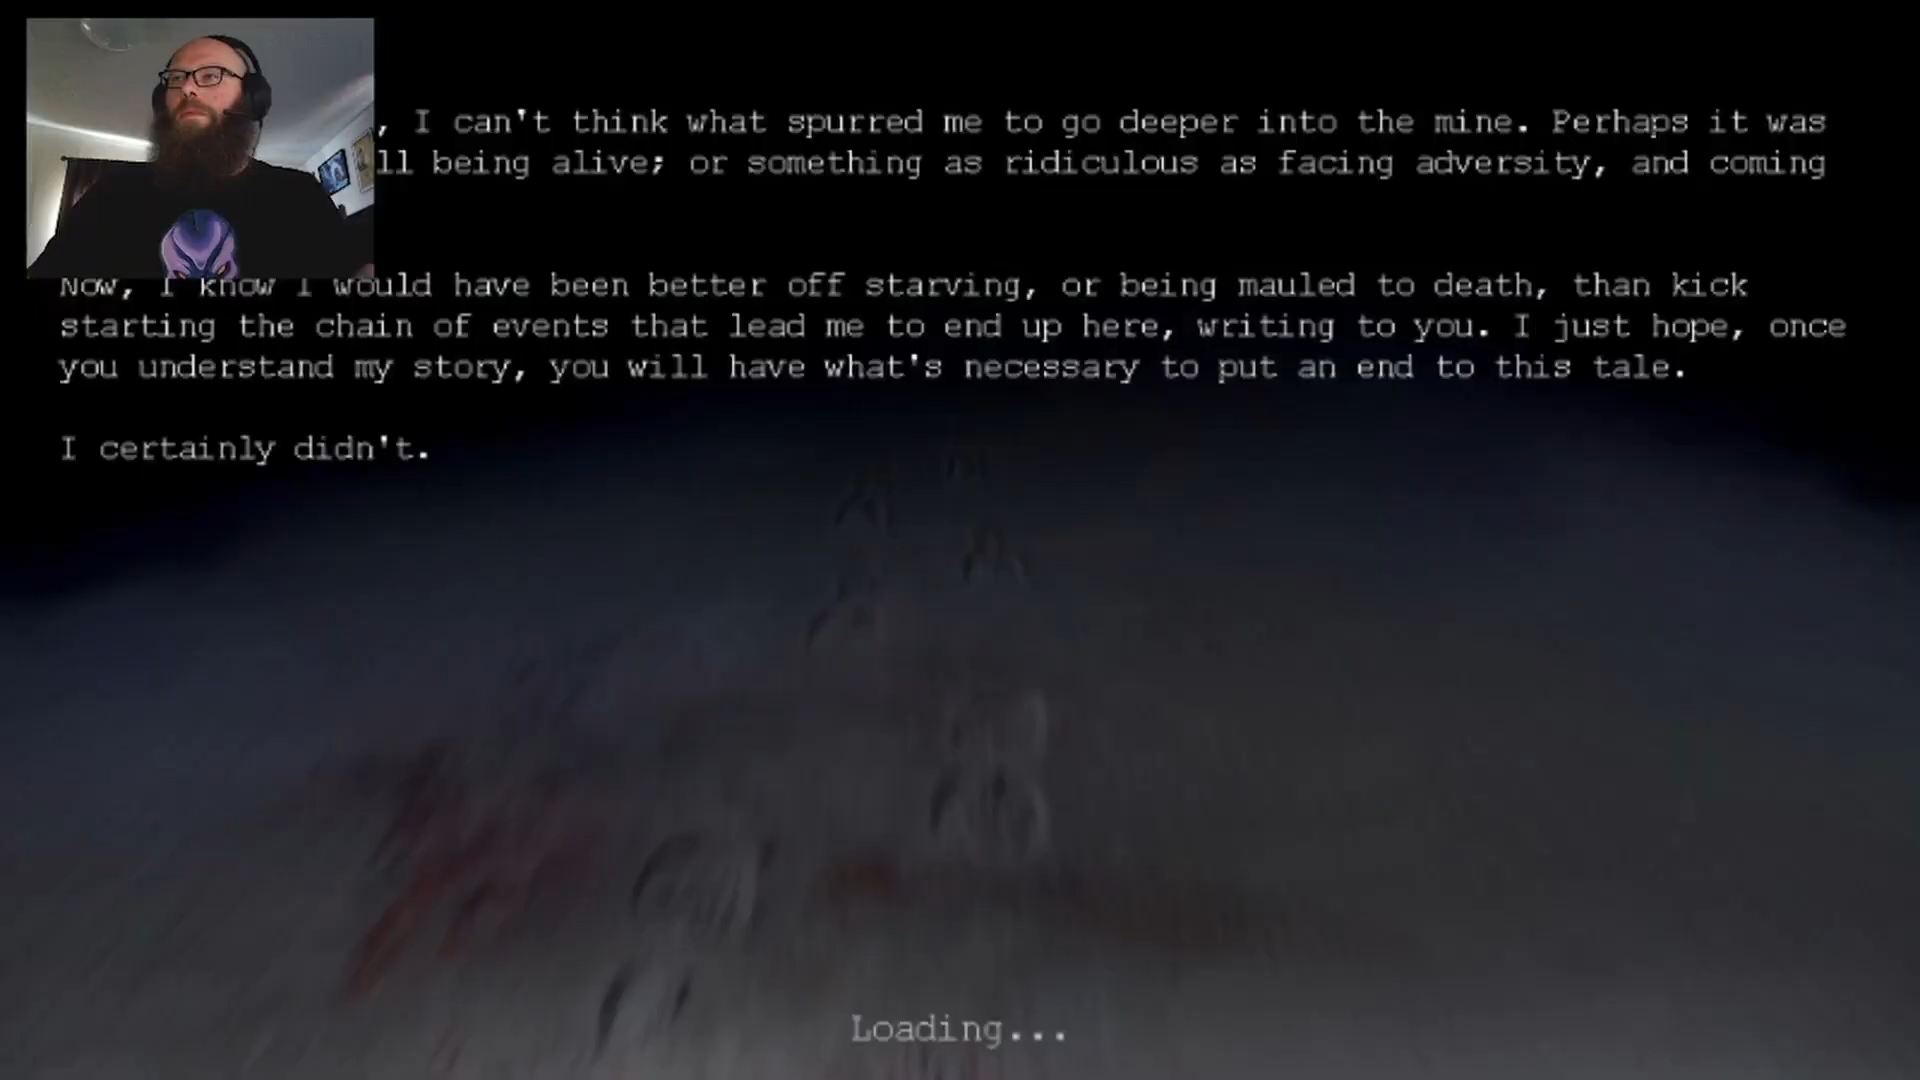 , I can't think what spurred me to go deeper into the mine. Perhaps it was
ll being alive; or something as ridiculous as facing adversity, and coming
Now, I know I would have been better off starving, or being mauled to death, than kick
starting the chain of events that lead me to end up here, writing to you. I just hope, once
you understand my story, you will have what's necessary to put an end to this tale.
I certainly didn't.
Loading...